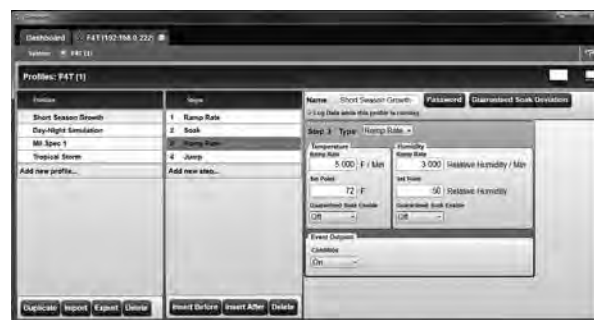 Dashboard F4T (192.168.0.222)
System F4T (1)
Profiles: F4T (1)
Profiles
Short Season Growth
Day-Night Simulation
Mil Spec 1
Tropical Storm
Add new profile...
Duplicate Import Export Delete
Steps
1 Ramp Rate
2 Soak
3 Ramp Rate
4 Jump
Add new step...
Insert Before Insert After Delete
Name Short Season Growth Password Guaranteed Soak Deviation
Log Data while this profile is running
Step 3 Type Ramp Rate
Temperature
Ramp Rate
5.000 F / Min
Set Point
72 F
Guaranteed Soak Enable
Off
Humidity
Ramp Rate
3.000 Relative Humidity / Min
Set Point
50 Relative Humidity
Guaranteed Soak Enable
Off
Event Outputs
Condition
On